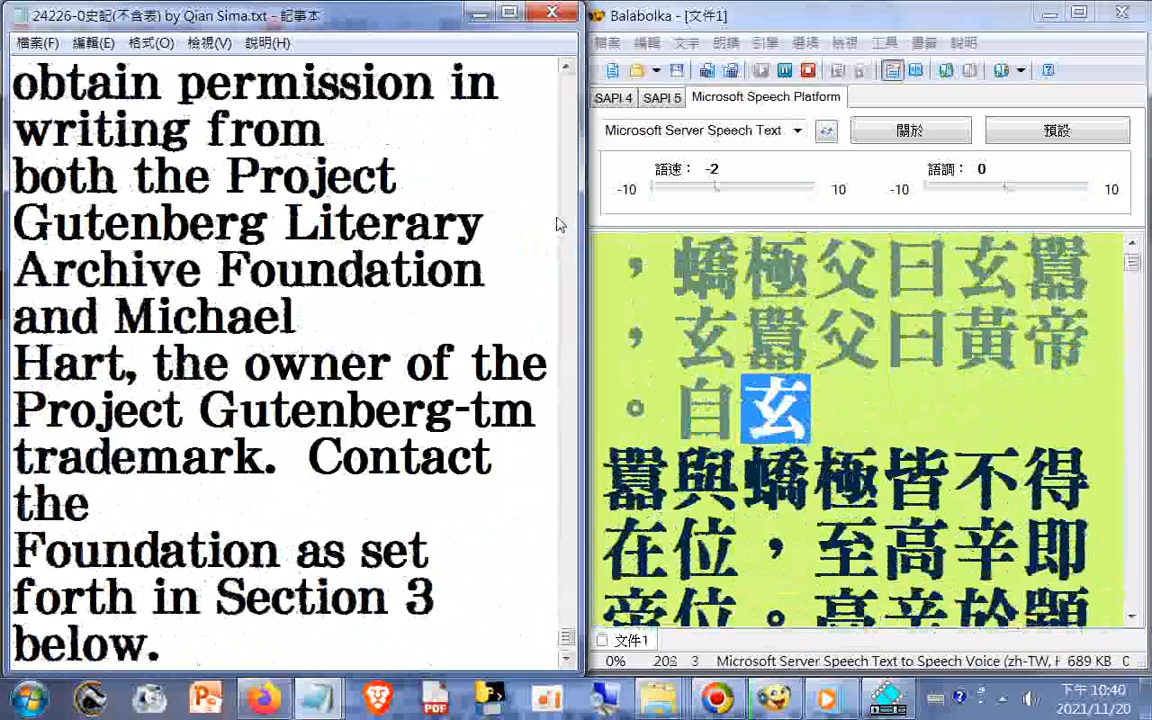 24226-0史記(不含表) by Qian Sima.txt - 記事本
檔案(F) 編輯(E) 格式(O) 檢視(V) 說明(H)
obtain permission in
writing from
both the Project
Gutenberg Literary
Archive Foundation
and Michael
Hart, the owner of the
Project Gutenberg-tm
trademark.  Contact
the
Foundation as set
forth in Section 3
below.
Balabolka - [文件1]
檔案 編輯 文字 朗讀 引擎 選項 檢視 工具 書籤 說明
SAPI 4 SAPI 5 Microsoft Speech Platform
Microsoft Server Speech Text 關於 預設
語速： -2 語調： 0
-10 10 -10 10
，蟜極父曰玄囂
，玄囂父曰黃帝
。自玄
囂與蟜極皆不得
在位，至高辛即
帝位。高辛於顓
文件1
0% 3 Microsoft Server Speech Text to Speech Voice (zh-TW, H 689 KB
PDF
下午 10:40
2021/11/20